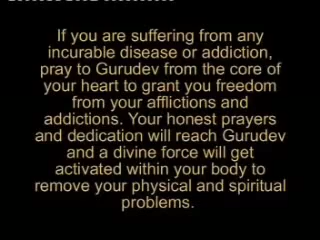 If you are suffering from any
incurable disease or addiction,
pray to Gurudev from the core of
your heart to grant you freedom
from your afflictions and
addictions. Your honest prayers
and dedication will reach Gurudev
and a divine force will get
activated within your body to
remove your physical and spiritual
problems.